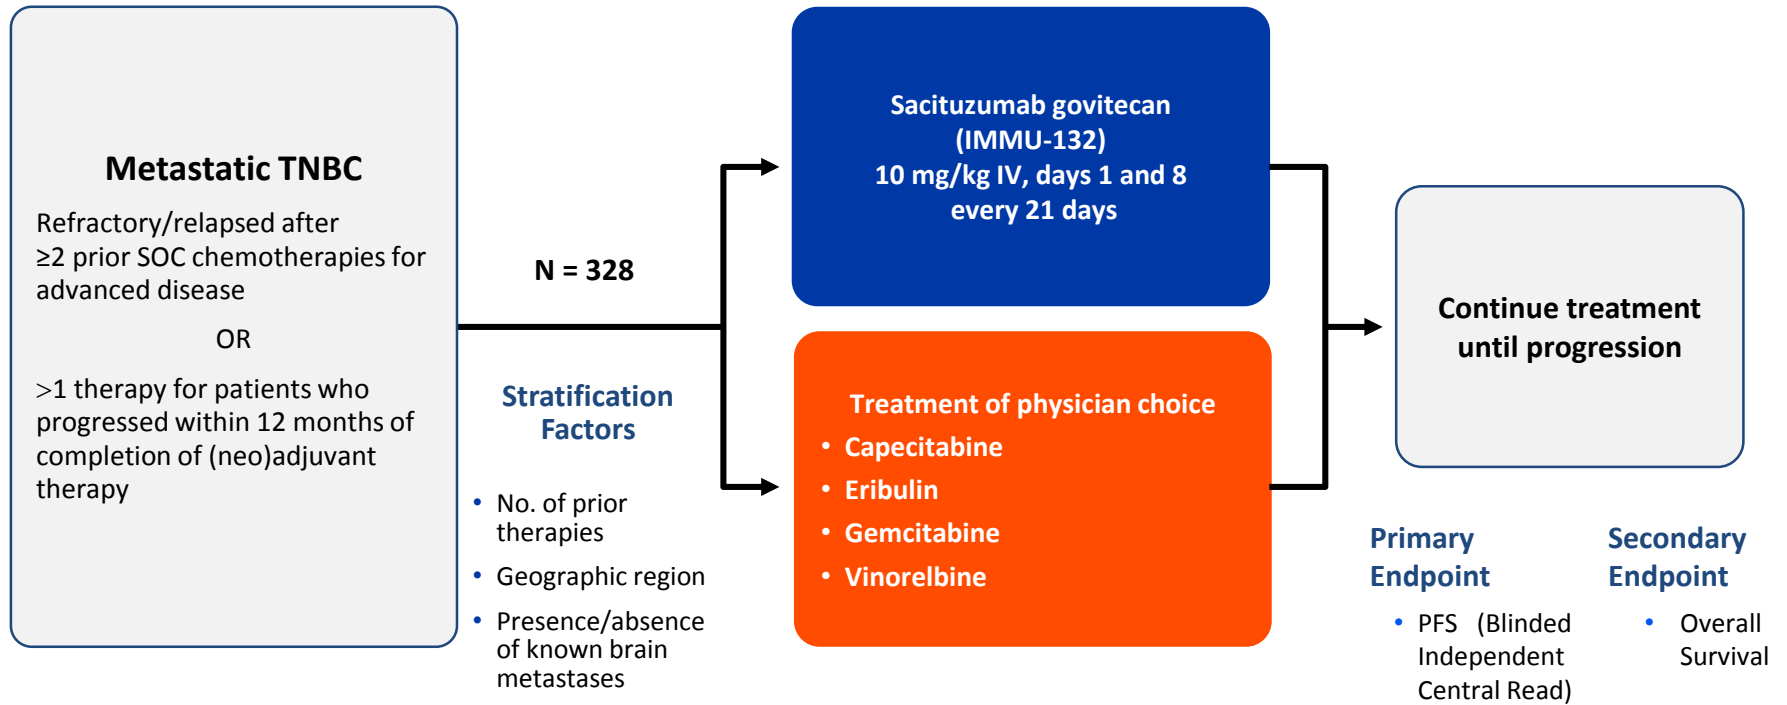 Metastatic TNBC
Refractory/relapsed after
≥2 prior SOC chemotherapies for
advanced disease
OR
>1 therapy for patients who
progressed within 12 months of
completion of (neo)adjuvant
therapy
N = 328
Stratification
Factors
• No. of prior
therapies
• Geographic region
• Presence/absence
of known brain
metastases
Sacituzumab govitecan
(IMMU-132)
10 mg/kg IV, days 1 and 8
every 21 days
Treatment of physician choice
• Capecitabine
• Eribulin
• Gemcitabine
• Vinorelbine
Continue treatment
until progression
Primary
Endpoint
• PFS (Blinded
Independent
Central Read)
Secondary
Endpoint
• Overall
Survival